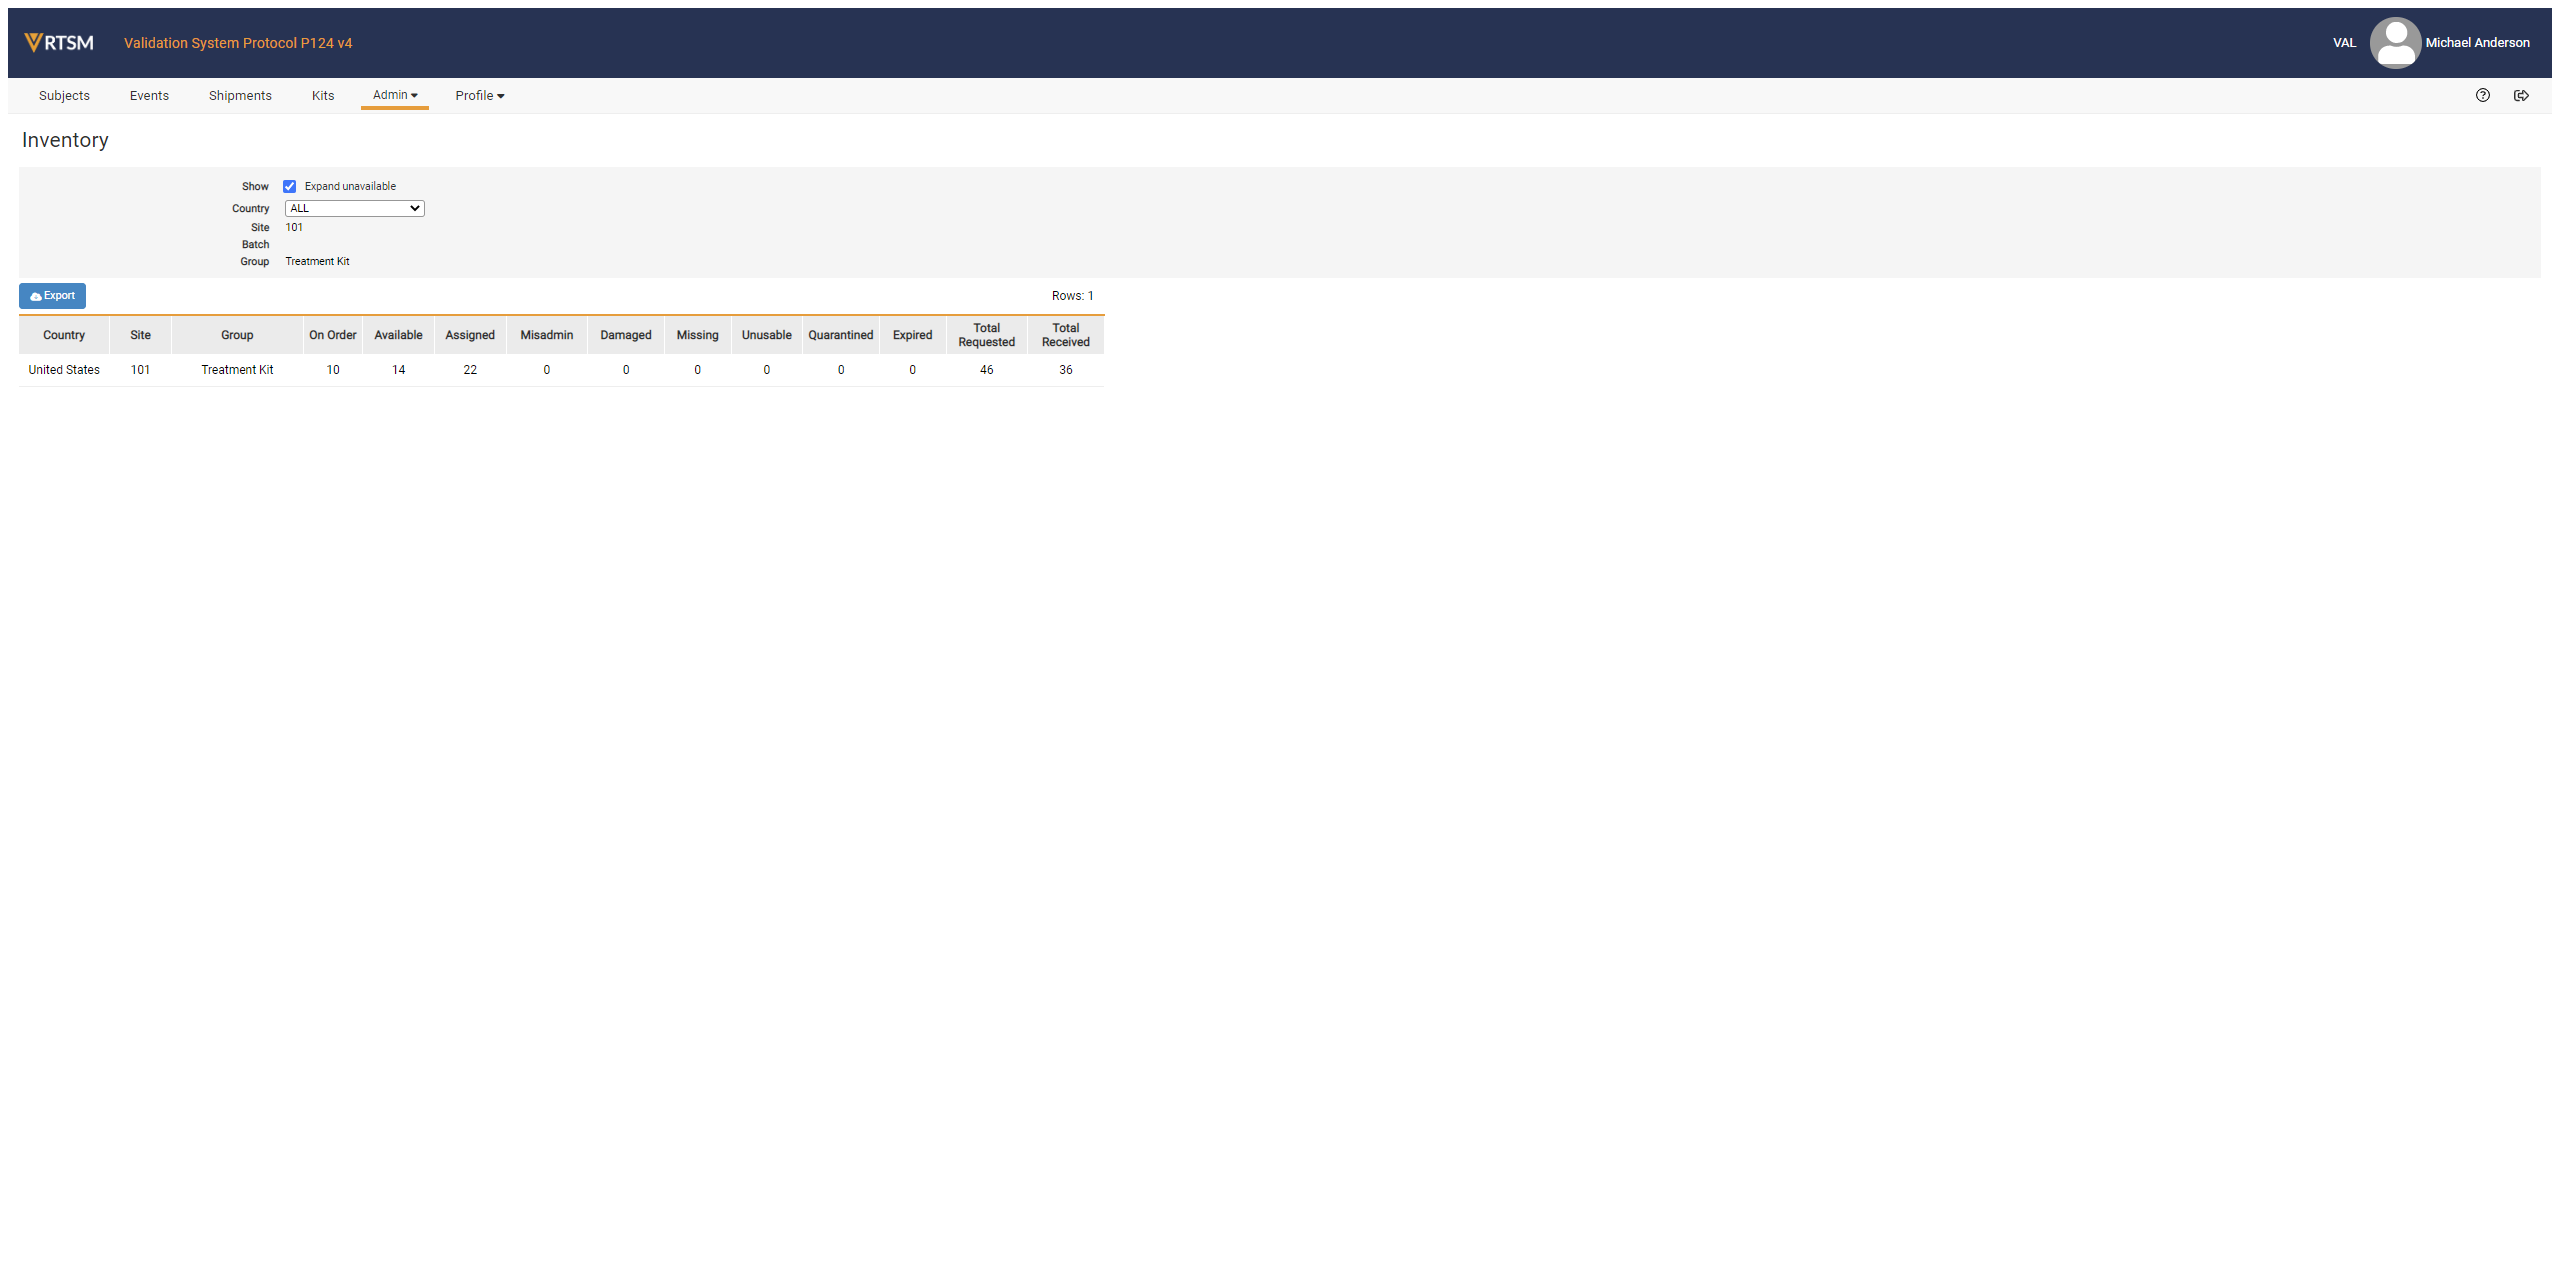 VRTSM Validation System Protocol P124 v4 VAL Michael Anderson
Subjects Events Shipments Kits Admin Profile
Inventory
Show Expand unavailable
Country ALL
Site 101
Batch
Group Treatment Kit
Export Rows: 1
Country Site Group On Order Available Assigned Misadmin Damaged Missing Unusable Quarantined Expired Total Requested Total Received
United States 101 Treatment Kit 10 14 22 0 0 0 0 0 0 46 36